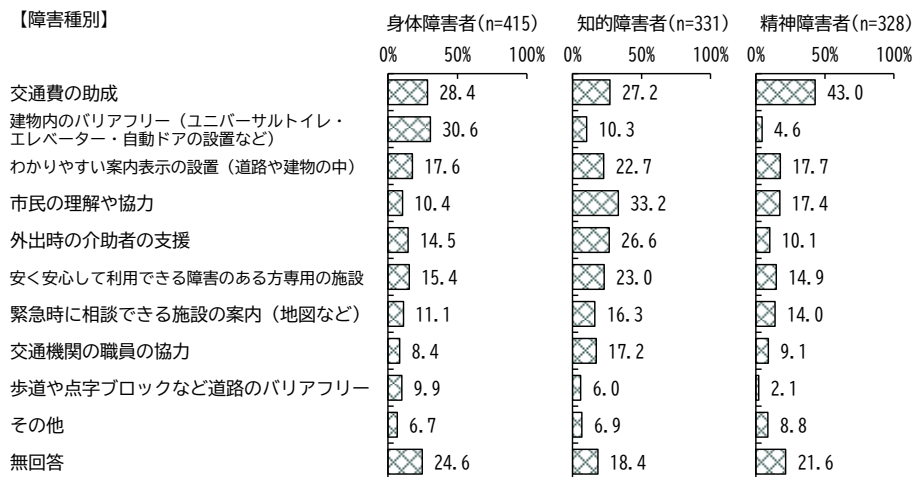 【障害種別】
身体障害者(n=415) 知的障害者(n=331) 精神障害者(n=328)
0% 50% 100% 0% 50% 100% 0% 50% 100%
交通費の助成 28.4 27.2 43.0
建物内のバリアフリー（ユニバーサルトイレ・
エレベーター・自動ドアの設置など） 30.6 10.3 4.6
わかりやすい案内表示の設置（道路や建物の中） 17.6 22.7 17.7
市民の理解や協力 10.4 33.2 17.4
外出時の介助者の支援 14.5 26.6 10.1
安く安心して利用できる障害のある方専用の施設 15.4 23.0 14.9
緊急時に相談できる施設の案内（地図など） 11.1 16.3 14.0
交通機関の職員の協力 8.4 17.2 9.1
歩道や点字ブロックなど道路のバリアフリー 9.9 6.0 2.1
その他 6.7 6.9 8.8
無回答 24.6 18.4 21.6